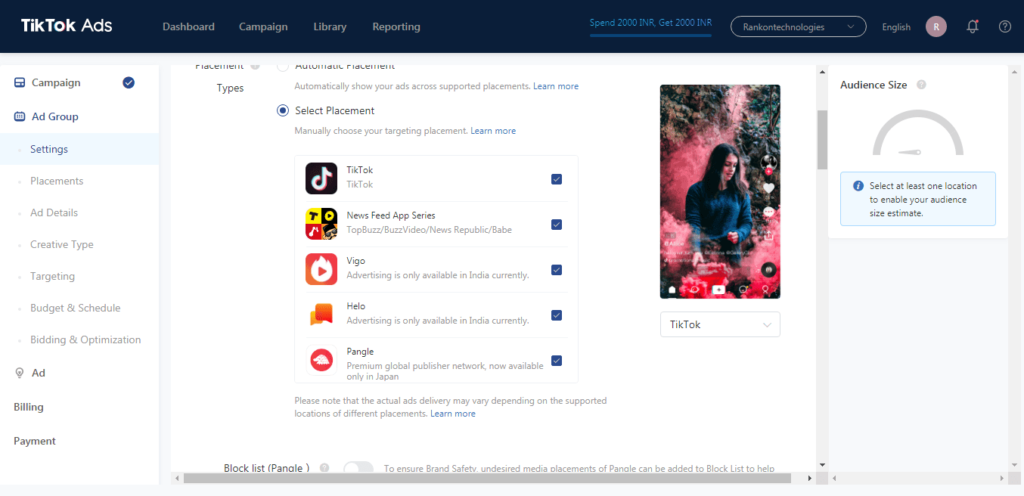 TikTok Ads
Dashboard
Campaign
Library
Reporting
Spend 2000 INR, Get 2000 INR
Rankontechnologies
English
R
Campaign
Ad Group
Settings
Placements
Ad Details
Creative Type
Targeting
Budget & Schedule
Bidding & Optimization
Ad
Billing
Payment
Placement
Types
Automatic Placement
Automatically show your ads across supported placements. Learn more
Select Placement
Manually choose your targeting placement. Learn more
TikTok
TikTok
News Feed App Series
TopBuzz/BuzzVideo/News Republic/Babe
Vigo
Advertising is only available in India currently.
Helo
Advertising is only available in India currently.
Pangle
Premium global publisher network, now available
only in Japan
Please note that the actual ads delivery may vary depending on the supported
locations of different placements. Learn more
Block list (Pangle )
To ensure Brand Safety, undesired media placements of Pangle can be added to Block List to help
TikTok
Audience Size
Select at least one location
to enable your audience
size estimate.